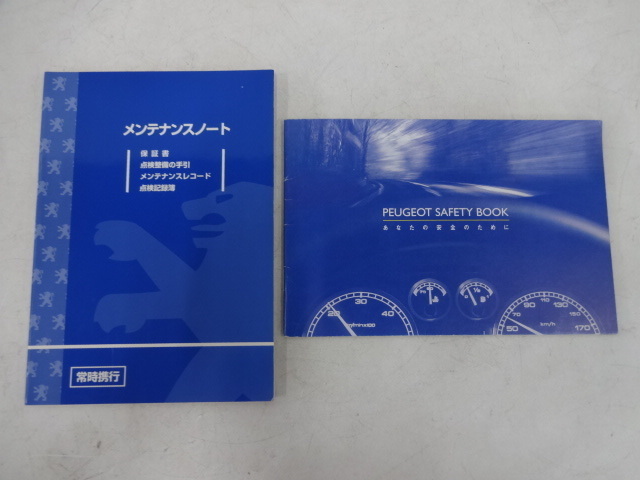 メンテナンスノート
保証書
点検整備の手引
メンテナンスレコード
点検記録簿
常時携行
PEUGEOT SAFETY BOOK
あなたの安全のために
20 30 40
r/minx100
50 70 90 110 130 150 170
km/h